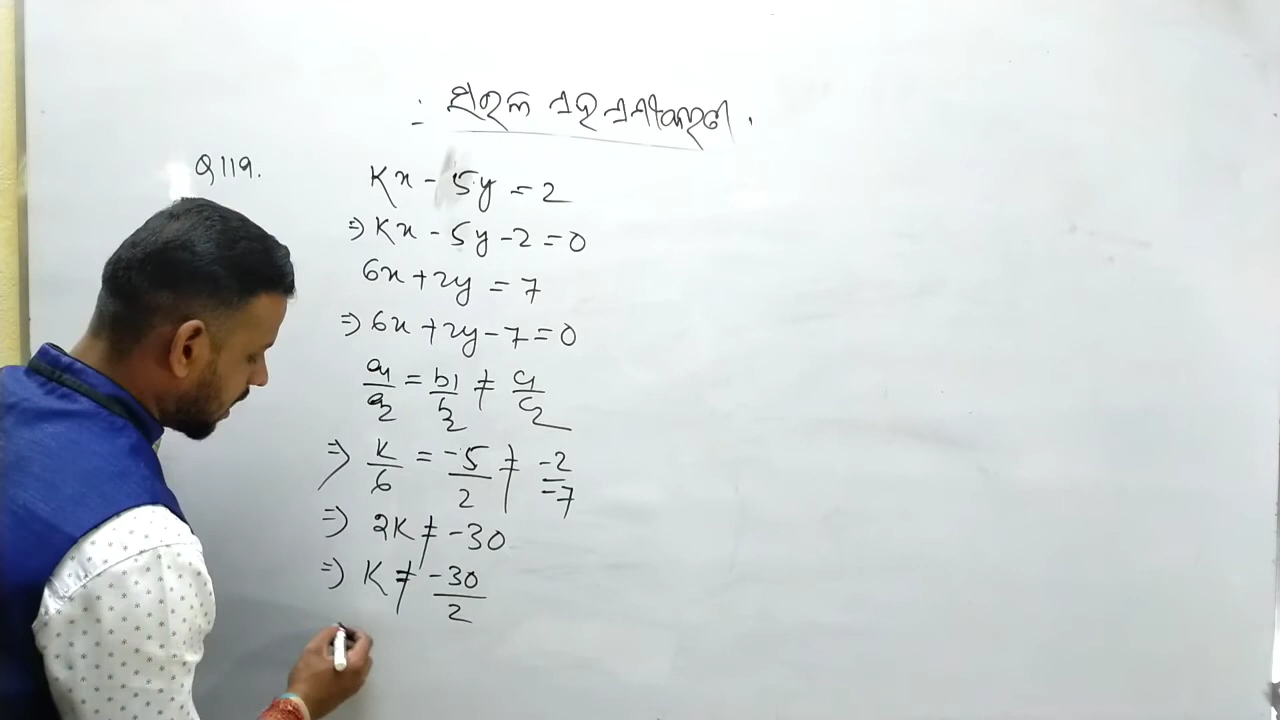 Q119.
Kx - 5y = 2
⇒ Kx - 5y - 2 = 0
6x + 2y = 7
⇒ 6x + 2y - 7 = 0
a1/a2 = b1/b2 ≠ c1/c2
⇒ K/6 = -5/2 ≠ -2/-7
⇒ 2K ≠ -30
⇒ K ≠ -30/2